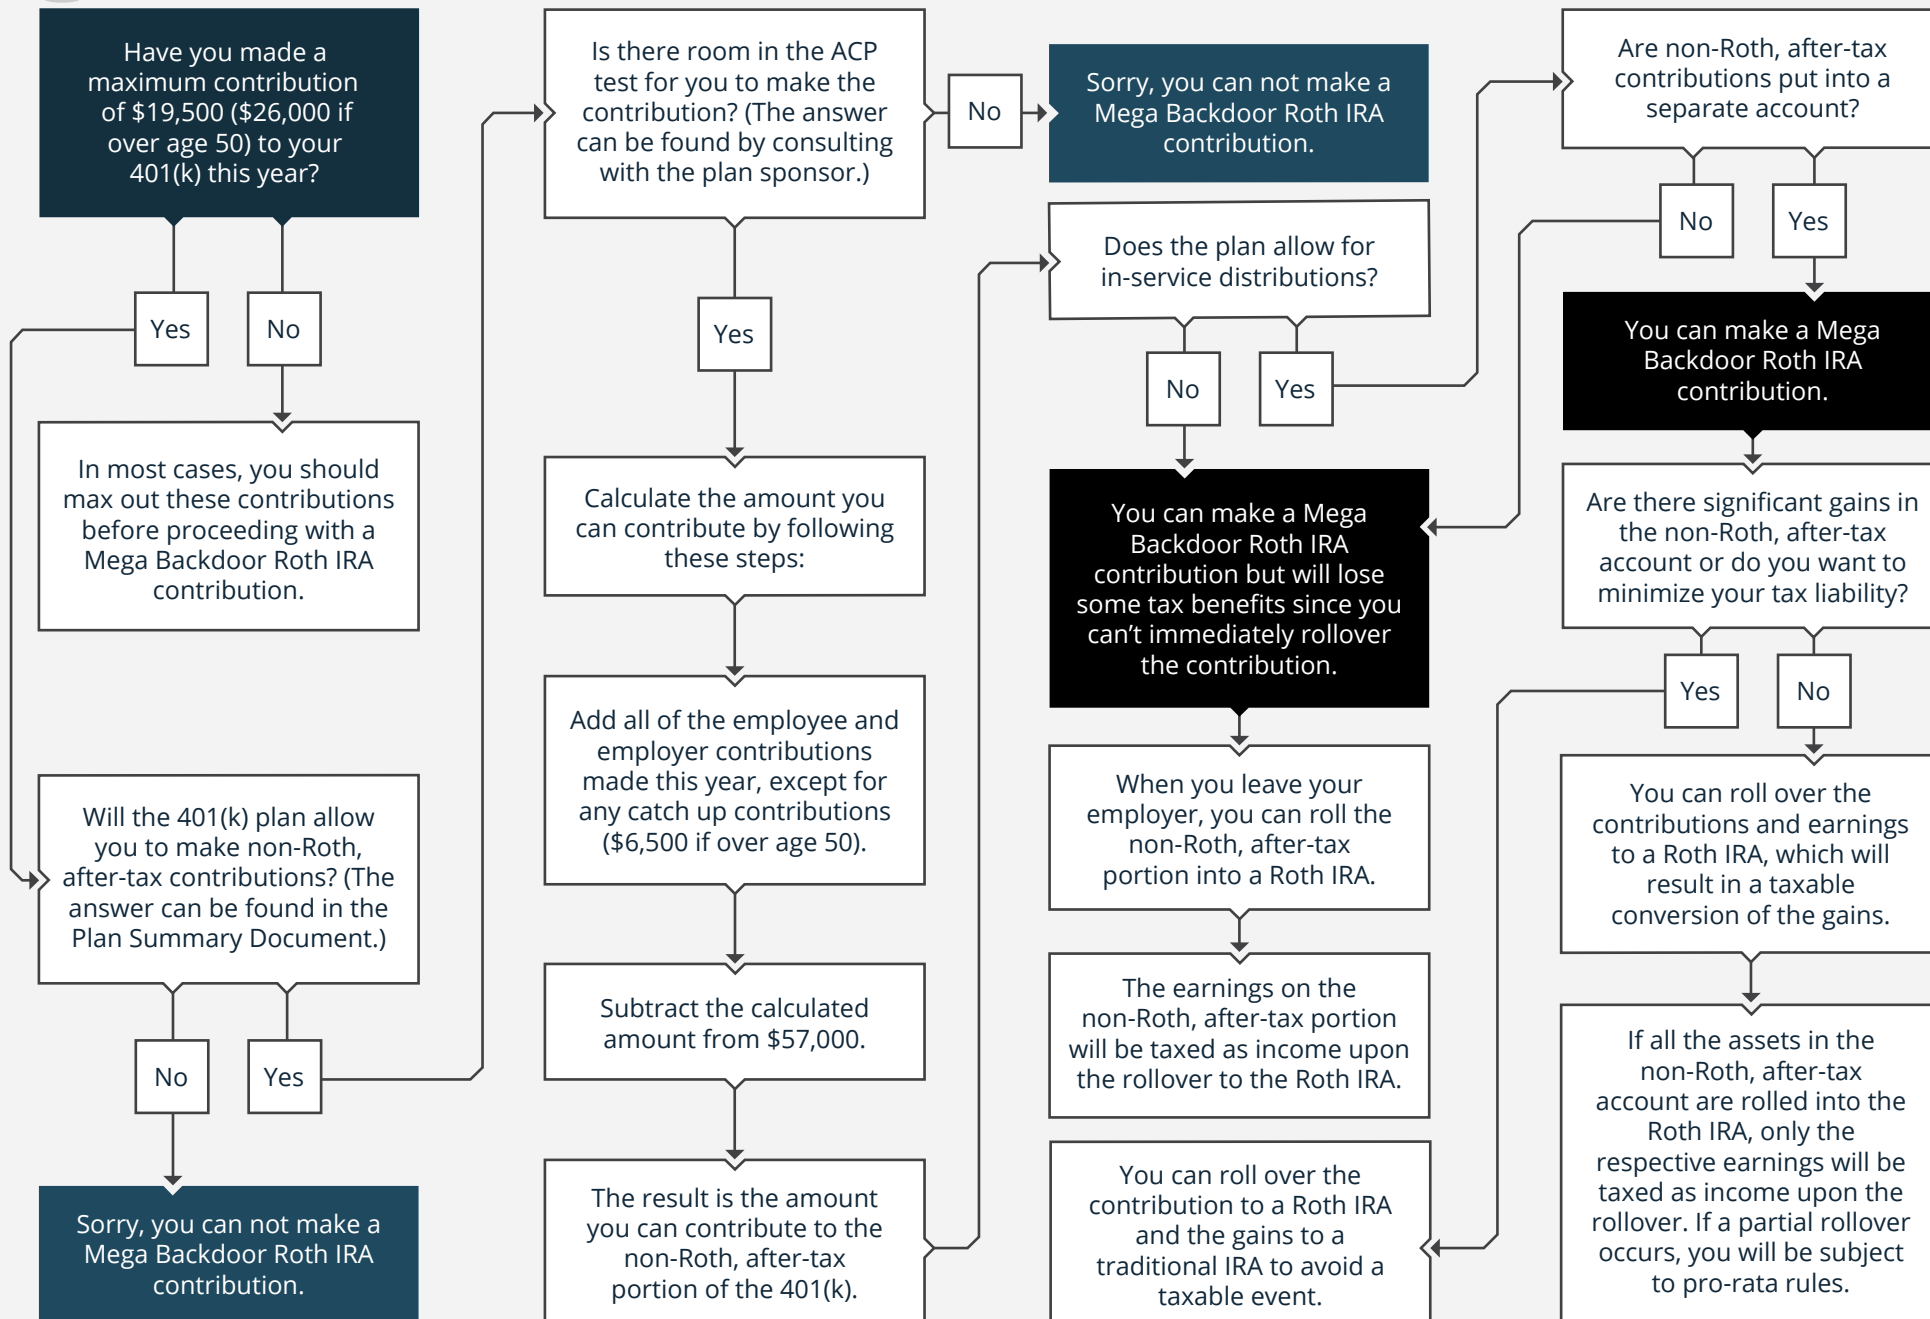 Have you made a
maximum contribution
of $19,500 ($26,000 if
over age 50) to your
401(k) this year?
Yes
No
In most cases, you should
max out these contributions
before proceeding with a
Mega Backdoor Roth IRA
contribution.
Will the 401(k) plan allow
you to make non-Roth,
after-tax contributions? (The
answer can be found in the
Plan Summary Document.)
No
Yes
Sorry, you can not make a
Mega Backdoor Roth IRA
contribution.
Is there room in the ACP
test for you to make the
contribution? (The answer
can be found by consulting
with the plan sponsor.)
No
Sorry, you can not make a
Mega Backdoor Roth IRA
contribution.
Yes
Calculate the amount you
can contribute by following
these steps:
Add all of the employee and
employer contributions
made this year, except for
any catch up contributions
($6,500 if over age 50).
Subtract the calculated
amount from $57,000.
The result is the amount
you can contribute to the
non-Roth, after-tax
portion of the 401(k).
Does the plan allow for
in-service distributions?
No
Yes
You can make a Mega
Backdoor Roth IRA
contribution but will lose
some tax benefits since you
can’t immediately rollover
the contribution.
When you leave your
employer, you can roll the
non-Roth, after-tax
portion into a Roth IRA.
The earnings on the
non-Roth, after-tax portion
will be taxed as income upon
the rollover to the Roth IRA.
You can roll over the
contribution to a Roth IRA
and the gains to a
traditional IRA to avoid a
taxable event.
Are non-Roth, after-tax
contributions put into a
separate account?
No
Yes
You can make a Mega
Backdoor Roth IRA
contribution.
Are there significant gains in
the non-Roth, after-tax
account or do you want to
minimize your tax liability?
Yes
No
You can roll over the
contributions and earnings
to a Roth IRA, which will
result in a taxable
conversion of the gains.
If all the assets in the
non-Roth, after-tax
account are rolled into the
Roth IRA, only the
respective earnings will be
taxed as income upon the
rollover. If a partial rollover
occurs, you will be subject
to pro-rata rules.